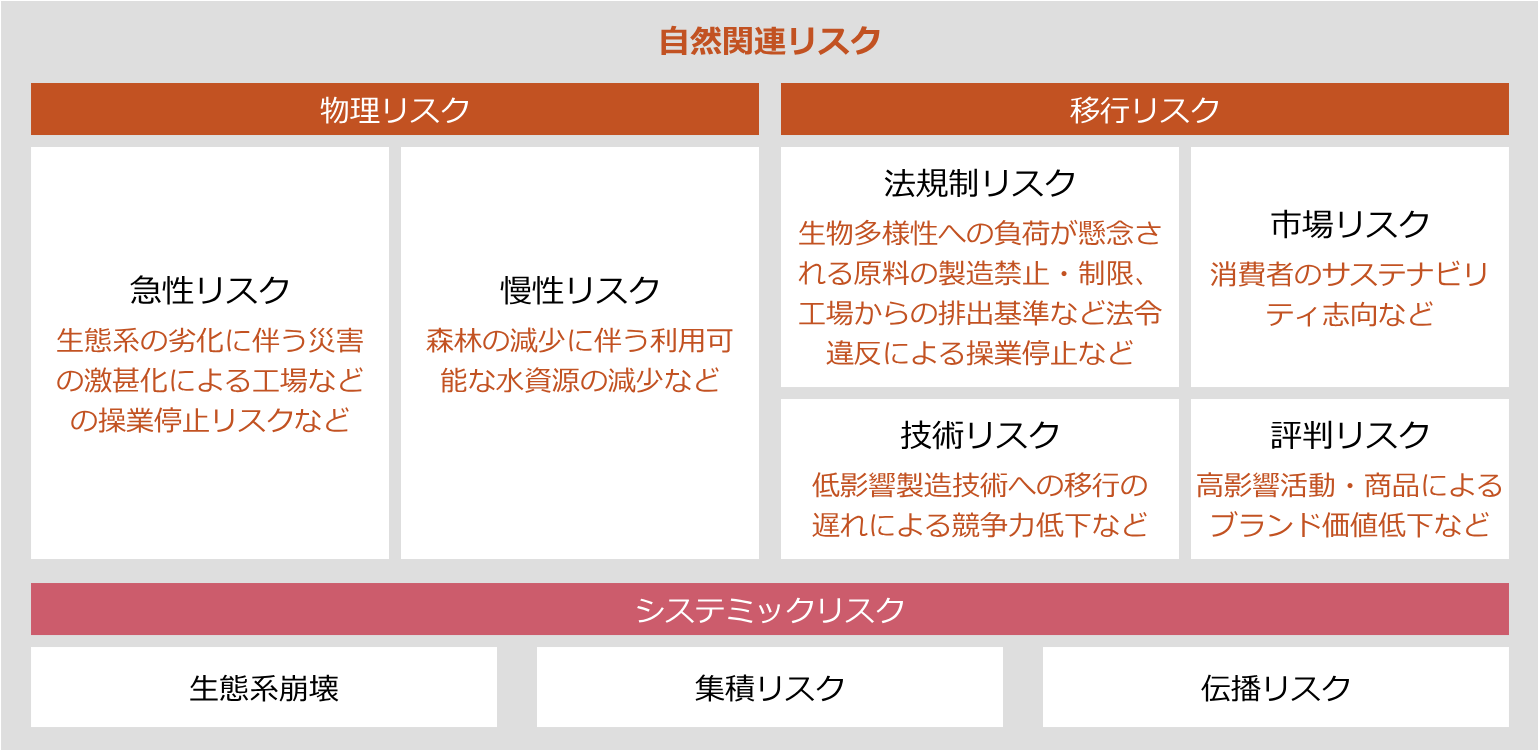 自然関連リスク
物理リスク
急性リスク
生態系の劣化に伴う災害
の激甚化による工場など
の操業停止リスクなど
慢性リスク
森林の減少に伴う利用可
能な水資源の減少など
移行リスク
法規制リスク
生物多様性への負荷が懸念さ
れる原料の製造禁止・制限、
工場からの排出基準など法令
違反による操業停止など
市場リスク
消費者のサステナビリ
ティ志向など
技術リスク
低影響製造技術への移行の
遅れによる競争力低下など
評判リスク
高影響活動・商品による
ブランド価値低下など
システミックリスク
生態系崩壊
集積リスク
伝播リスク